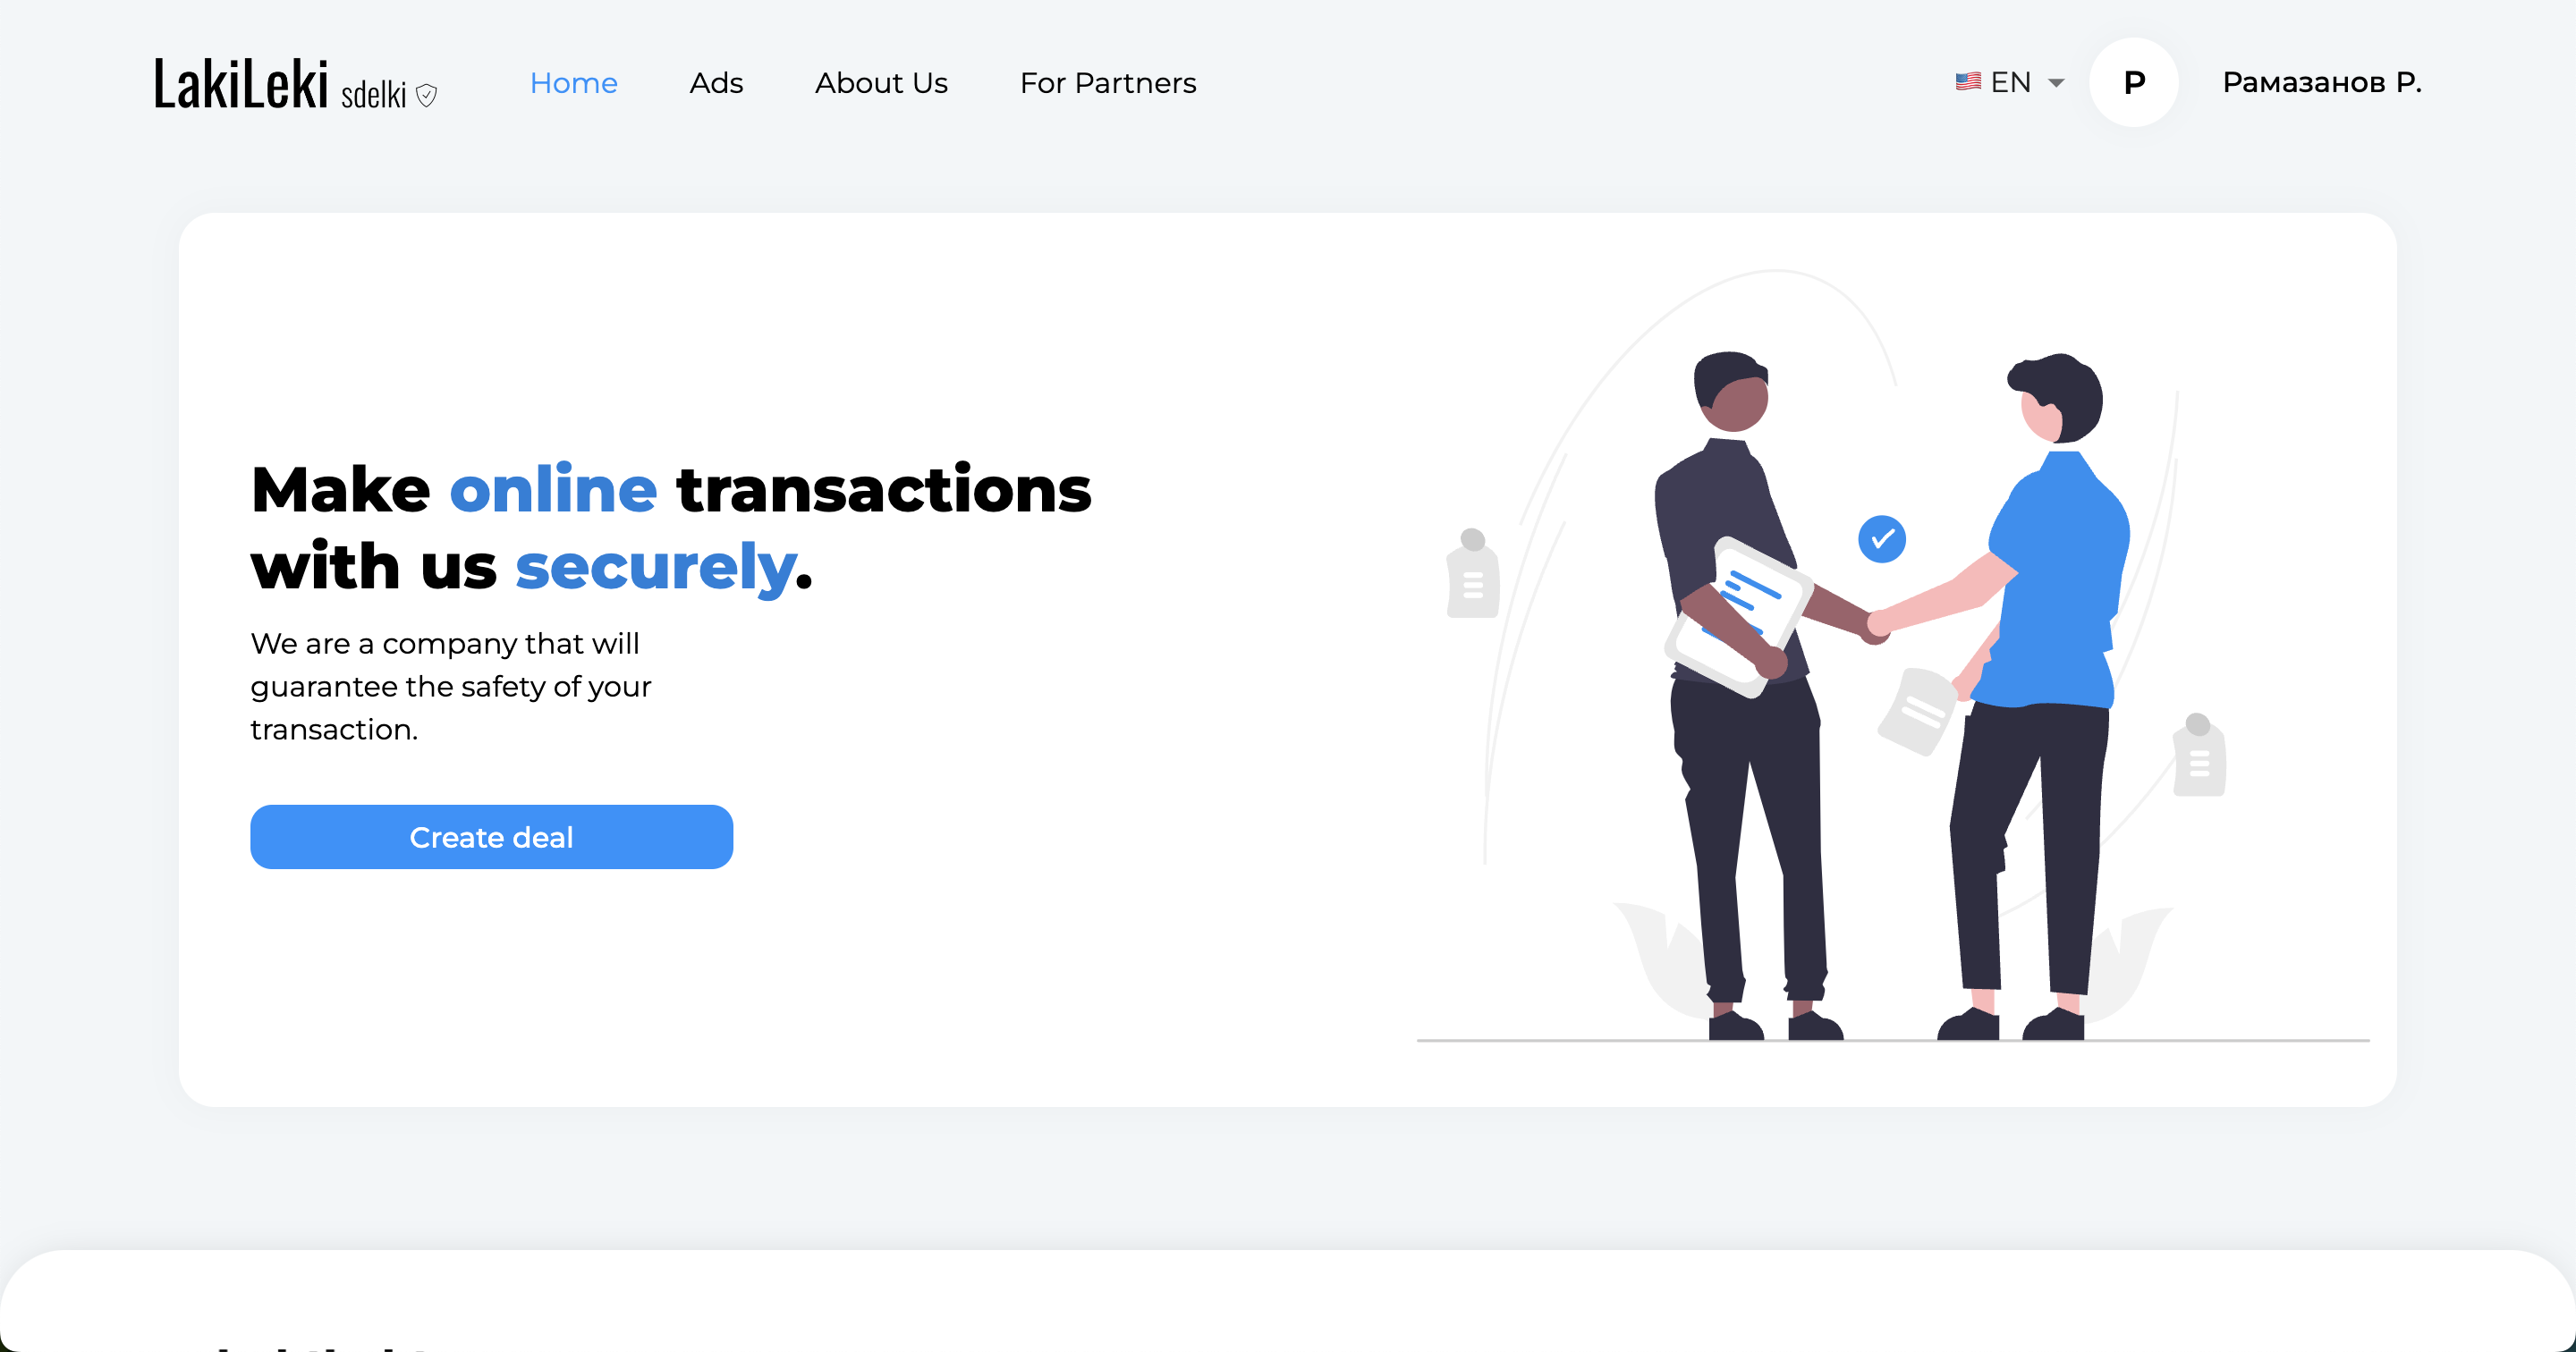 LakiLeki sdelki
Home
Ads
About Us
For Partners
🇺🇸 EN
Р
Рамазанов Р.
Make online transactions
with us securely.
We are a company that will
guarantee the safety of your
transaction.
Create deal